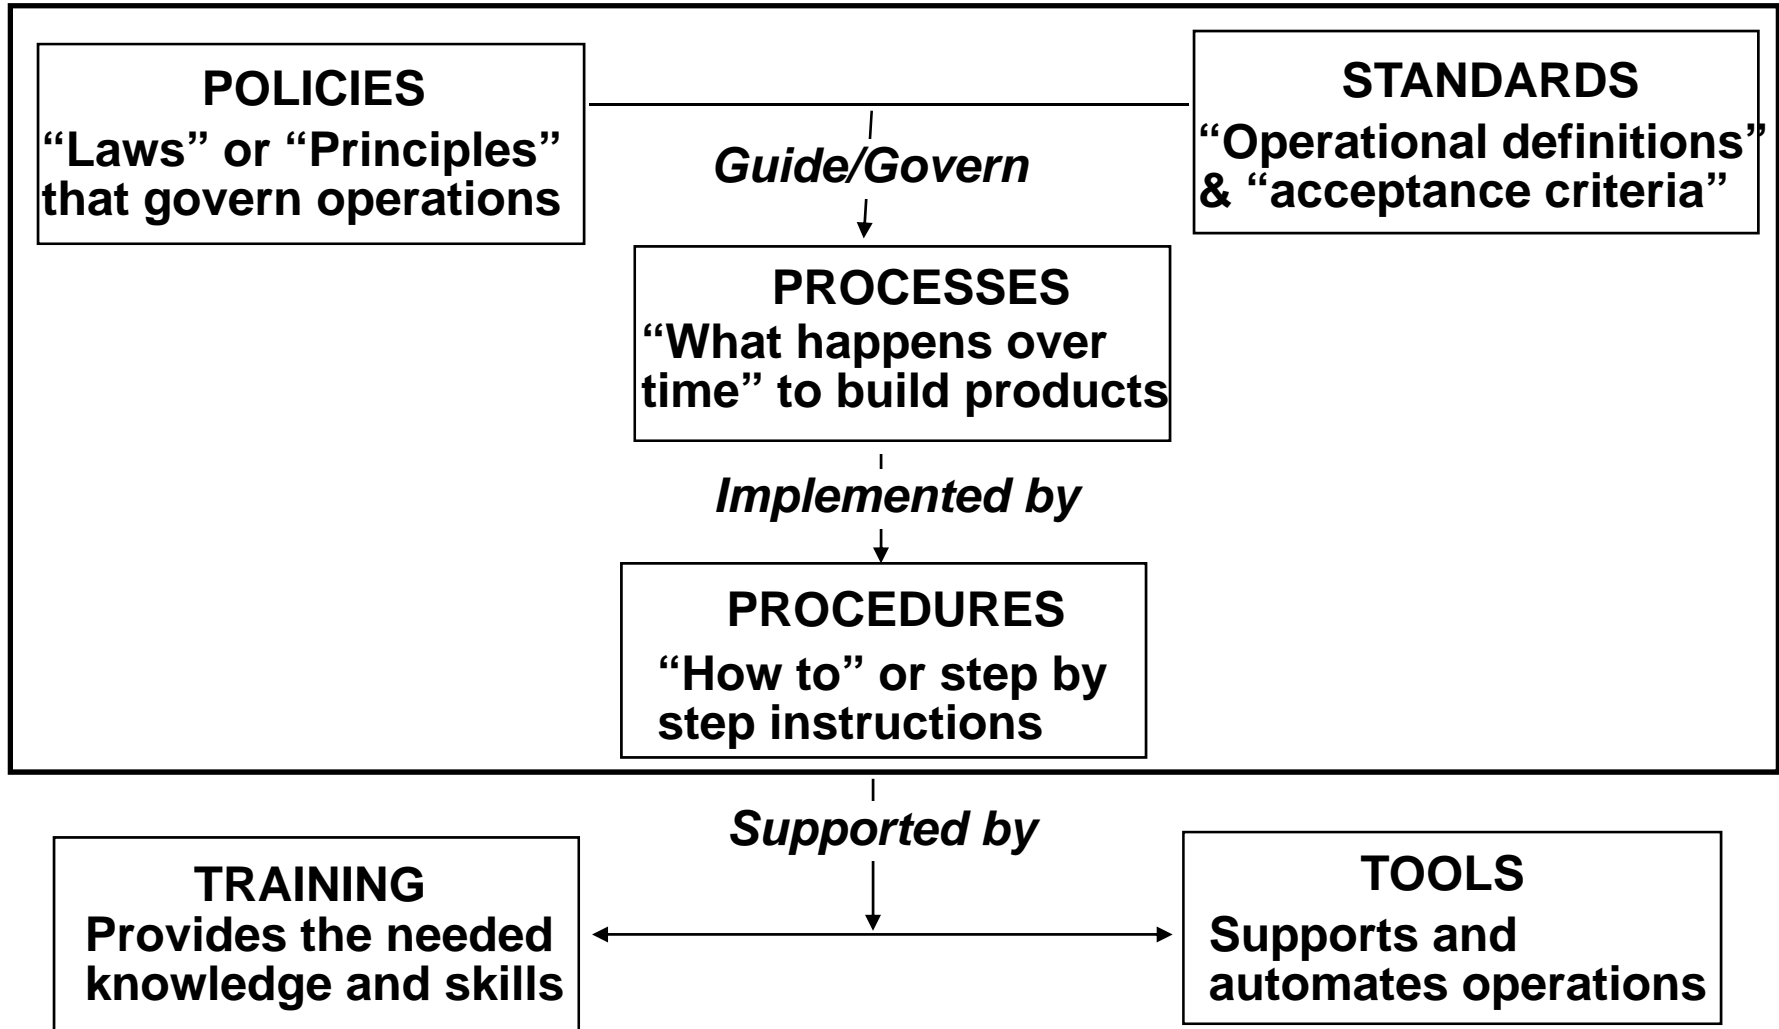 POLICIES
“Laws” or “Principles”
that govern operations
STANDARDS
“Operational definitions”
& “acceptance criteria”
Guide/Govern
PROCESSES
“What happens over
time” to build products
Implemented by
PROCEDURES
“How to” or step by
step instructions
Supported by
TRAINING
Provides the needed
knowledge and skills
TOOLS
Supports and
automates operations